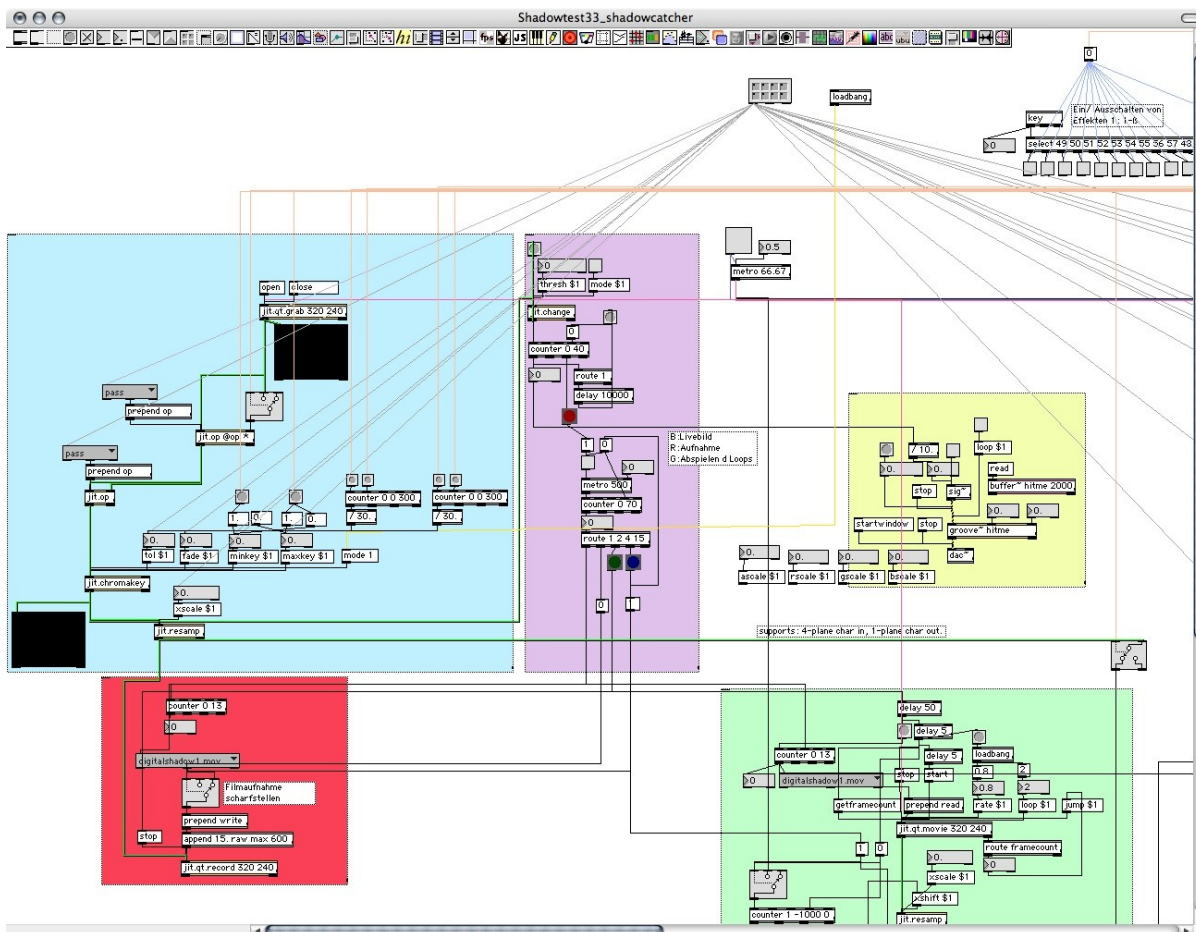 Shadowtest33_shadowcatcher
hi
fps
JS
abc
ubu
0
loadbang
key
Ein/ Ausschalten von
Effekten 1 : 1-ß
0
select 49 50 51 52 53 54 55 56 57 48
0.5
metro 66.67
open
close
jit.qt.grab 320 240
pass
prepend op
jit.op @op *
pass
prepend op
jit.op
counter 0 0 300
counter 0 0 300
/ 30.
/ 30.
1.
0.
1.
0.
0.
0.
0.
0.
tol $1
fade $1
minkey $1
maxkey $1
mode 1
jit.chromakey
0.
xscale $1
jit.resamp
0
thresh $1
mode $1
jit.change
0
counter 0 40
0
route 1
delay 10000
1
0
B:Livebild
R:Aufnahme
G:Abspielen d Loops
0
metro 500
counter 0 70
0
route 1 2 4 15
0
/ 10.
loop $1
0.
0.
read
stop
sig~
buffer~ hitme 2000
0.
0.
startwindow
stop
groove~ hitme
dac~
0.
0.
0.
0.
ascale $1
rscale $1
gscale $1
bscale $1
supports: 4-plane char in, 1-plane char out.
counter 0 13
0
digitalshadow1.mov
Filmaufnahme
scharfstellen
prepend write
stop
append 15. raw max 600
jit.qt.record 320 240
delay 50
delay 5
counter 0 13
delay 5
loadbang
0
digitalshadow1.mov
stop
start
0.8
2
0.8
2
getframecount
prepend read
rate $1
loop $1
jump $1
jit.qt.movie 320 240
1
0
route framecount
0.
0
xscale $1
xshift $1
counter 1 -1000 0
jit.resamp